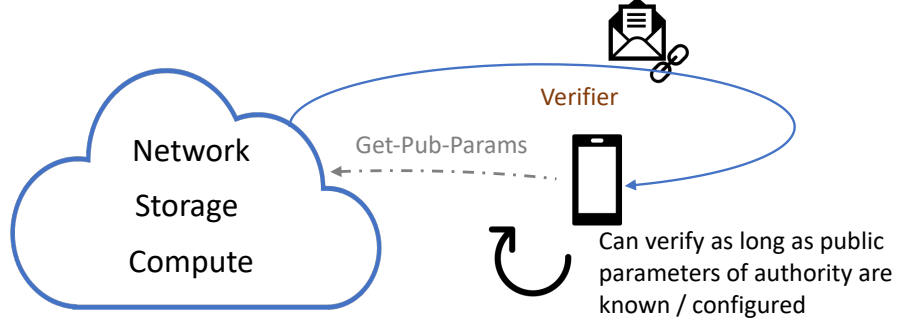 Verifier
Get-Pub-Params
Network
Storage
Compute
Can verify as long as public
parameters of authority are
known / configured